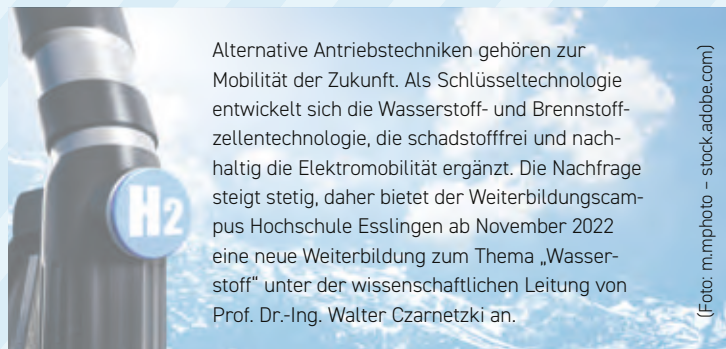 Alternative Antriebstechniken gehören zur
Mobilität der Zukunft. Als Schlüsseltechnologie
entwickelt sich die Wasserstoff- und Brennstoff-
zellentechnologie, die schadstofffrei und nach-
haltig die Elektromobilität ergänzt. Die Nachfrage
steigt stetig, daher bietet der Weiterbildungscam-
pus Hochschule Esslingen ab November 2022
eine neue Weiterbildung zum Thema „Wasser-
stoff“ unter der wissenschaftlichen Leitung von
Prof. Dr.-Ing. Walter Czarnetzki an.
H2
(Foto: m.mphoto – stock.adobe.com)